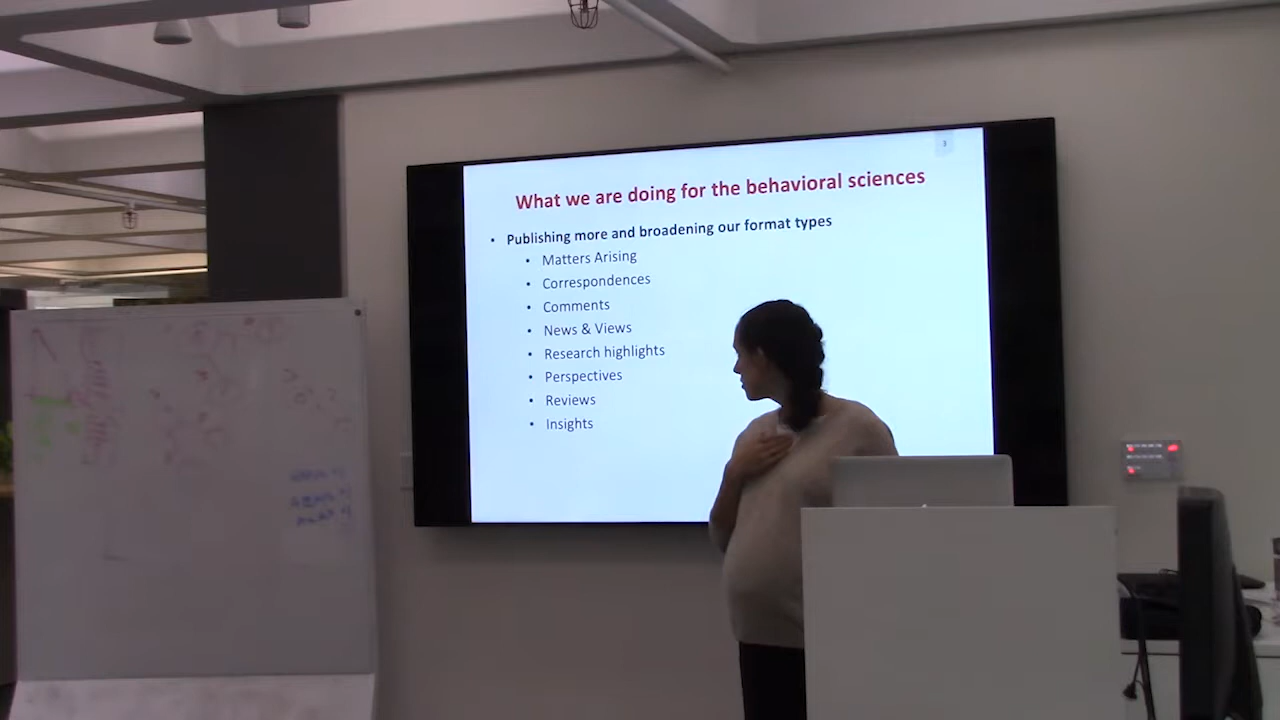 3
What we are doing for the behavioral sciences
• Publishing more and broadening our format types
• Matters Arising
• Correspondences
• Comments
• News & Views
• Research highlights
• Perspectives
• Reviews
• Insights